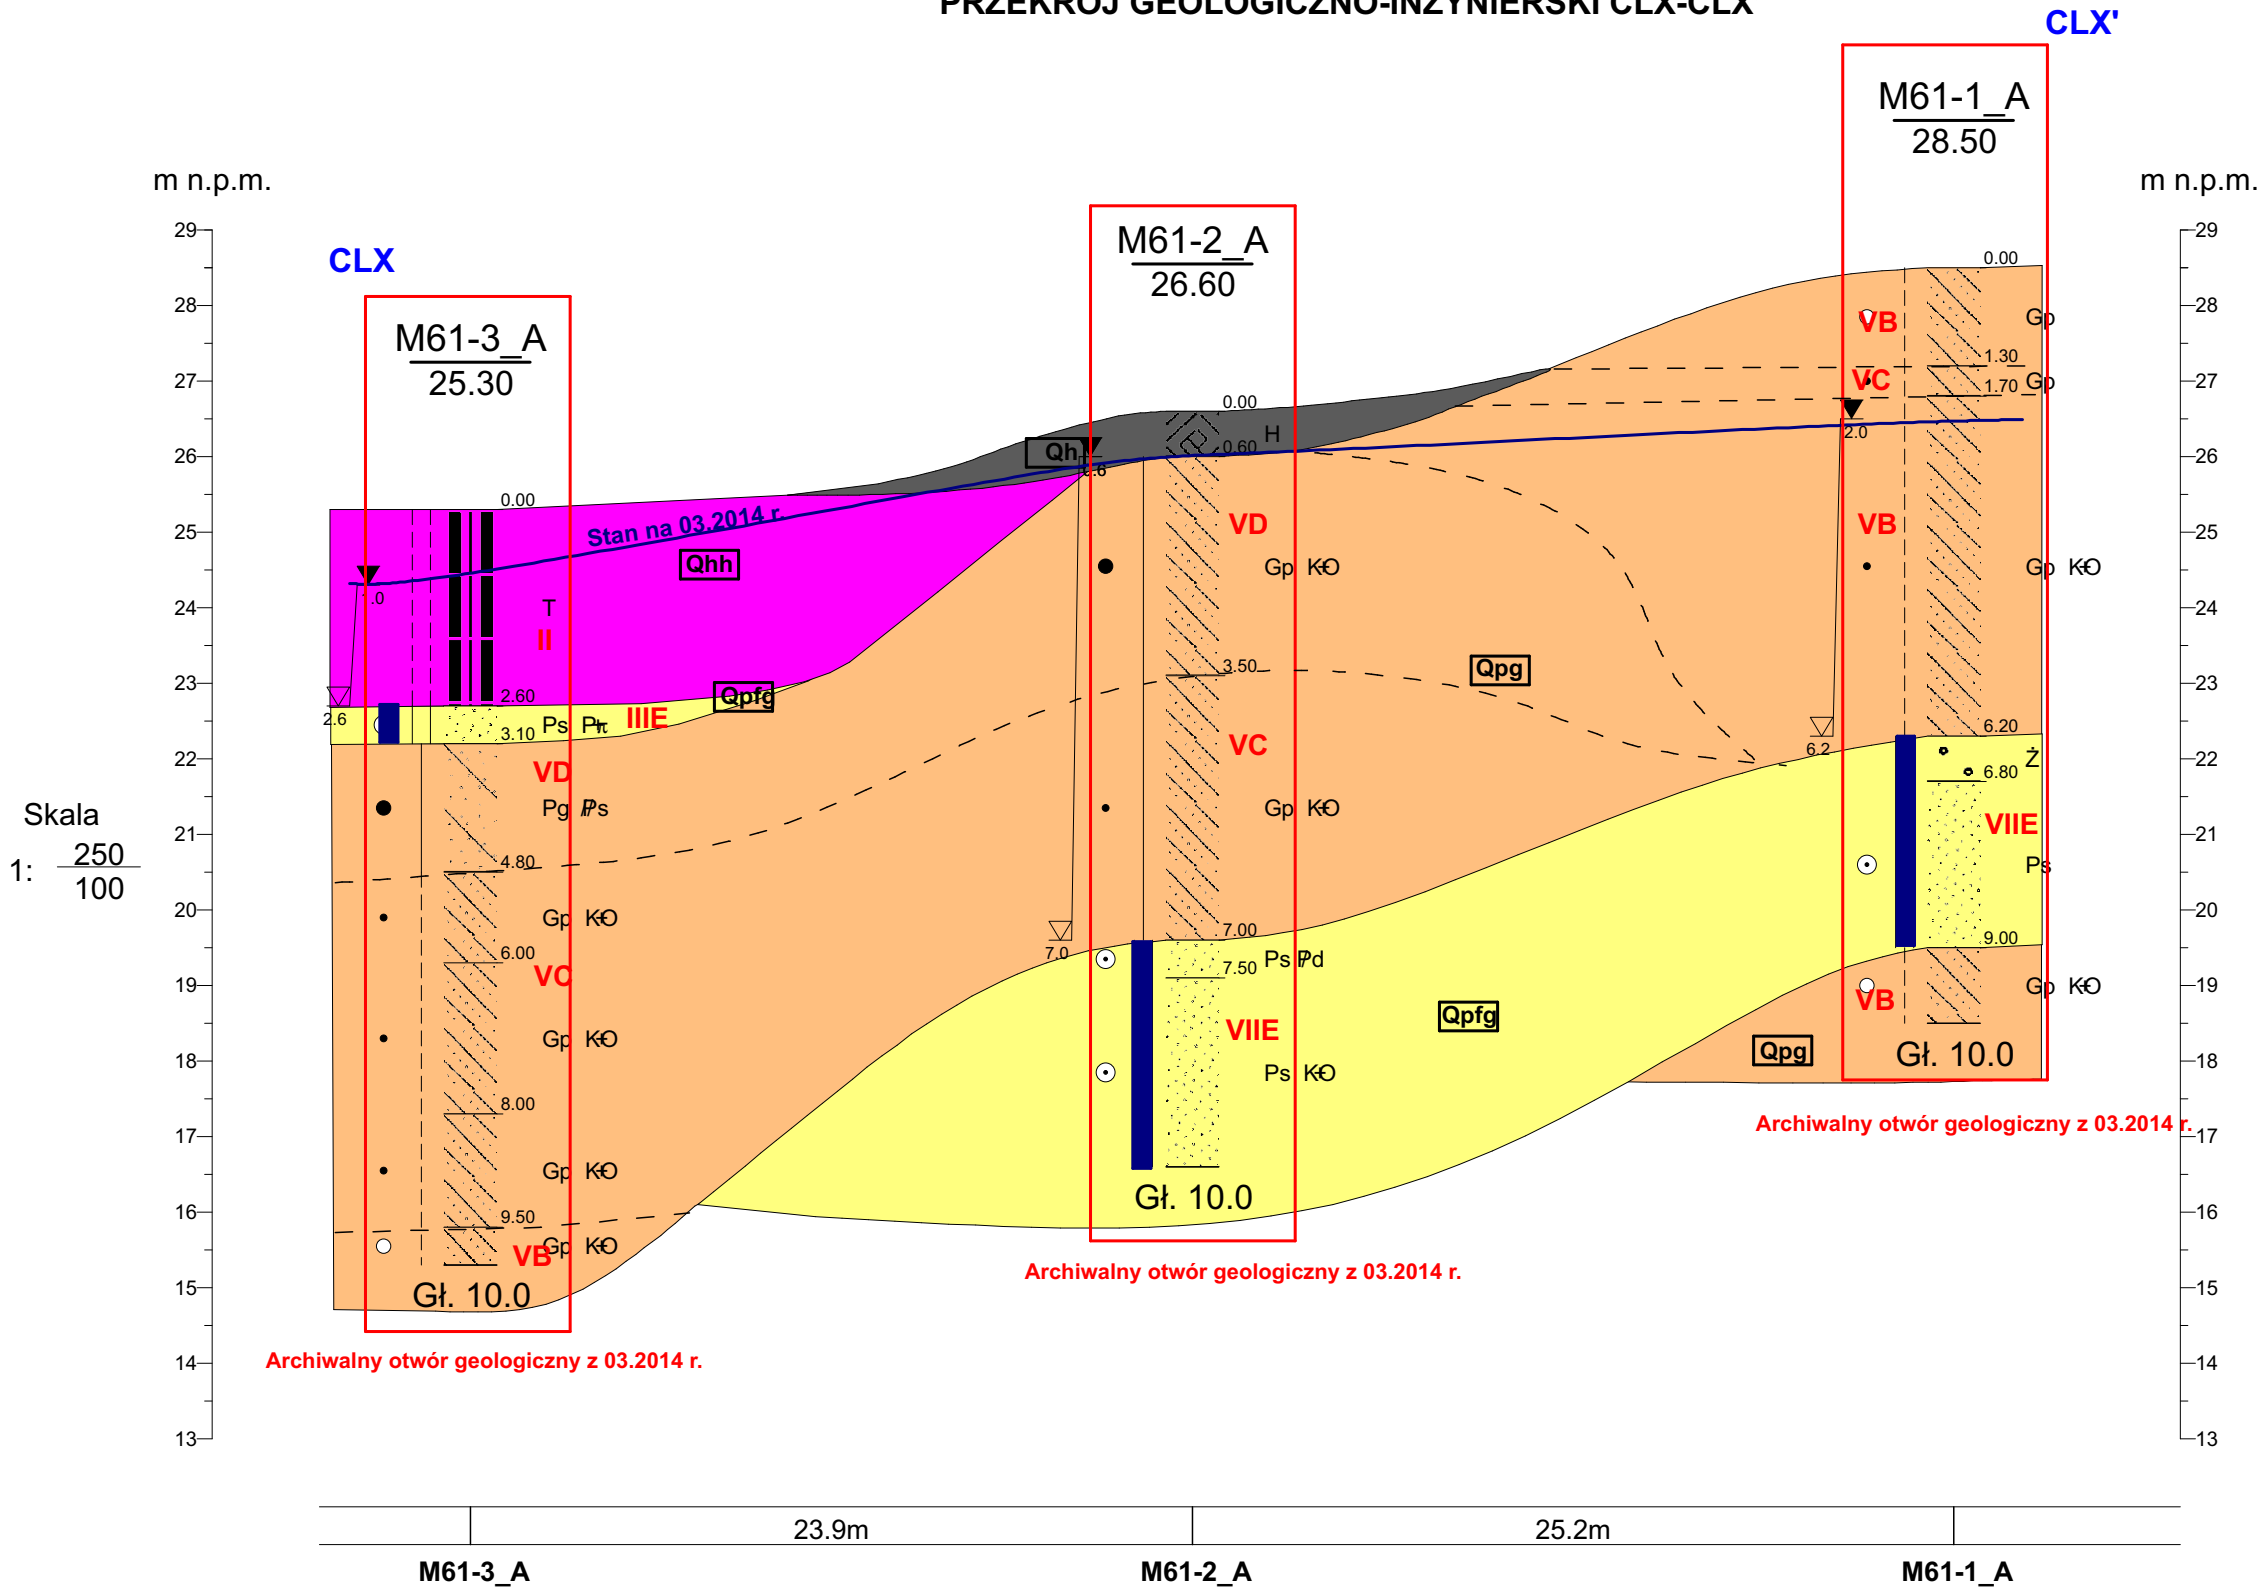 PRZEKRÓJ GEOLOGICZNO-INŻYNIERSKI CLX-CLX'
CLX'
M61-1_A
28.50
m n.p.m.
m n.p.m.
CLX
M61-2_A
26.60
M61-3_A
25.30
29
28
27
26
25
24
23
22
21
20
19
18
17
16
15
14
13
Skala
1: 250
100
0.00
T
II
2.60
Ps
3.10
IIIE
VD
Pg //Ps
4.80
Gp K+O
6.00
VC
Gp K+O
8.00
Gp K+O
9.50
VB
Gp K+O
Gł. 10.0
1.0
2.6
Stan na 03.2014 r.
Qhh
Qpfg
Archiwalny otwór geologiczny z 03.2014 r.
Qh
0.6
0.00
H
0.60
VD
Gp K+O
3.50
VC
Gp K+O
7.00
7.0
Ps //Pd
7.50
VIIE
Ps K+O
Gł. 10.0
Archiwalny otwór geologiczny z 03.2014 r.
Qpg
Qpfg
Qpg
0.00
VB
Gp
1.30
VC
Gp
1.70
2.0
VB
Gp K+O
6.20
6.2
Ż
6.80
VIIE
Ps
9.00
VB
Gp K+O
Gł. 10.0
Archiwalny otwór geologiczny z 03.2014 r.
29
28
27
26
25
24
23
22
21
20
19
18
17
16
15
14
13
23.9m
25.2m
M61-3_A
M61-2_A
M61-1_A